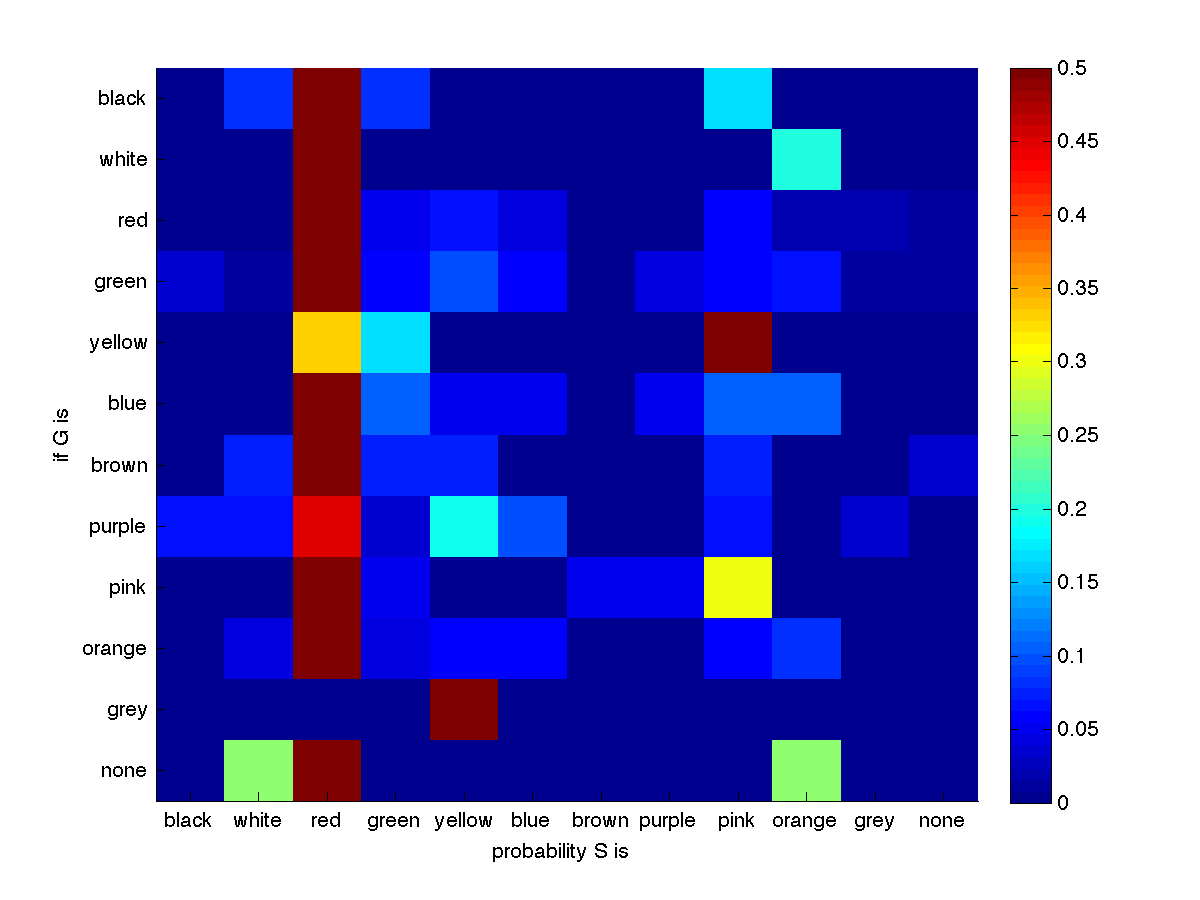 black
white
red
green
yellow
blue
brown
purple
pink
orange
grey
none
if G is
black white red green yellow blue brown purple pink orange grey none
probability S is
0.5
0.45
0.4
0.35
0.3
0.25
0.2
0.15
0.1
0.05
0